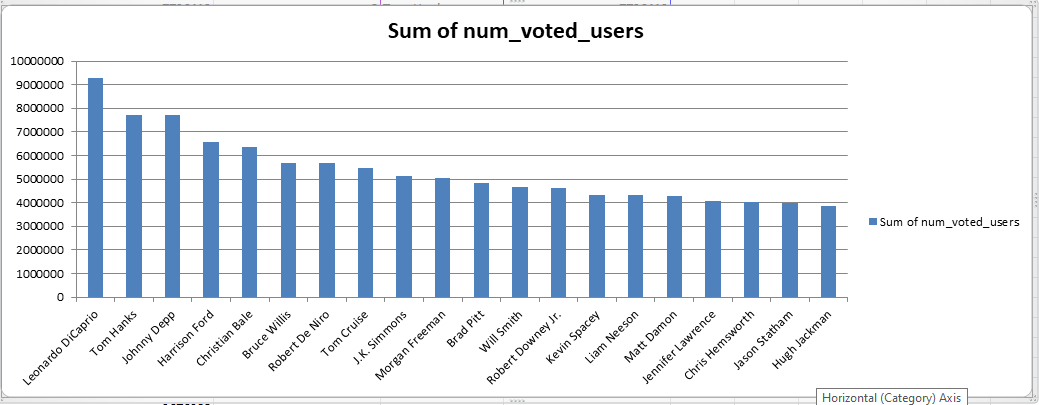 Sum of num_voted_users
10000000
9000000
8000000
7000000
6000000
5000000
4000000
3000000
2000000
1000000
0
Leonardo DiCaprio
Tom Hanks
Johnny Depp
Harrison Ford
Christian Bale
Bruce Willis
Robert De Niro
Tom Cruise
J.K. Simmons
Morgan Freeman
Brad Pitt
Will Smith
Robert Downey Jr.
Kevin Spacey
Liam Neeson
Matt Damon
Jennifer Lawrence
Chris Hemsworth
Jason Statham
Hugh Jackman
Sum of num_voted_users
Horizontal (Category) Axis